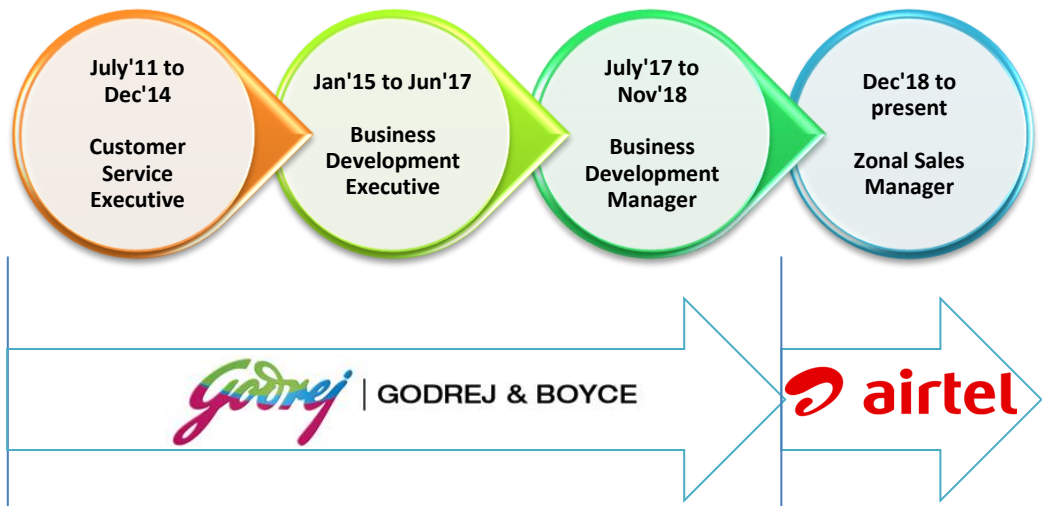 July'11 to
Dec'14
Customer
Service
Executive
Jan'15 to Jun'17
Business
Development
Executive
July'17 to
Nov'18
Business
Development
Manager
Dec'18 to
present
Zonal Sales
Manager
Godrej | GODREJ & BOYCE
airtel